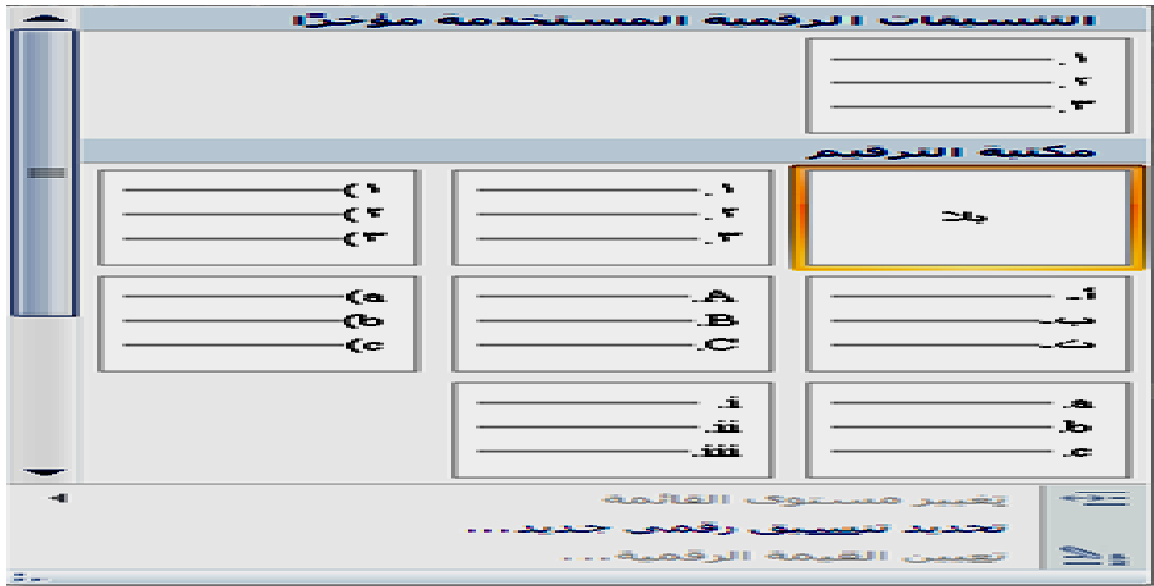 التنسيقات الرقمية المستخدمة مؤخرًا
١.
٢.
٣.
مكتبة الترقيم
بلا
١.
٢.
٣.
١)
٢)
٣)
أ.
ب.
ت.
A.
B.
C.
a)
b)
c)
a.
b.
c.
i.
ii.
iii.
تغيير مستوى القائمة
تحديد تنسيق رقمي جديد...
تعيين القيمة الرقمية...